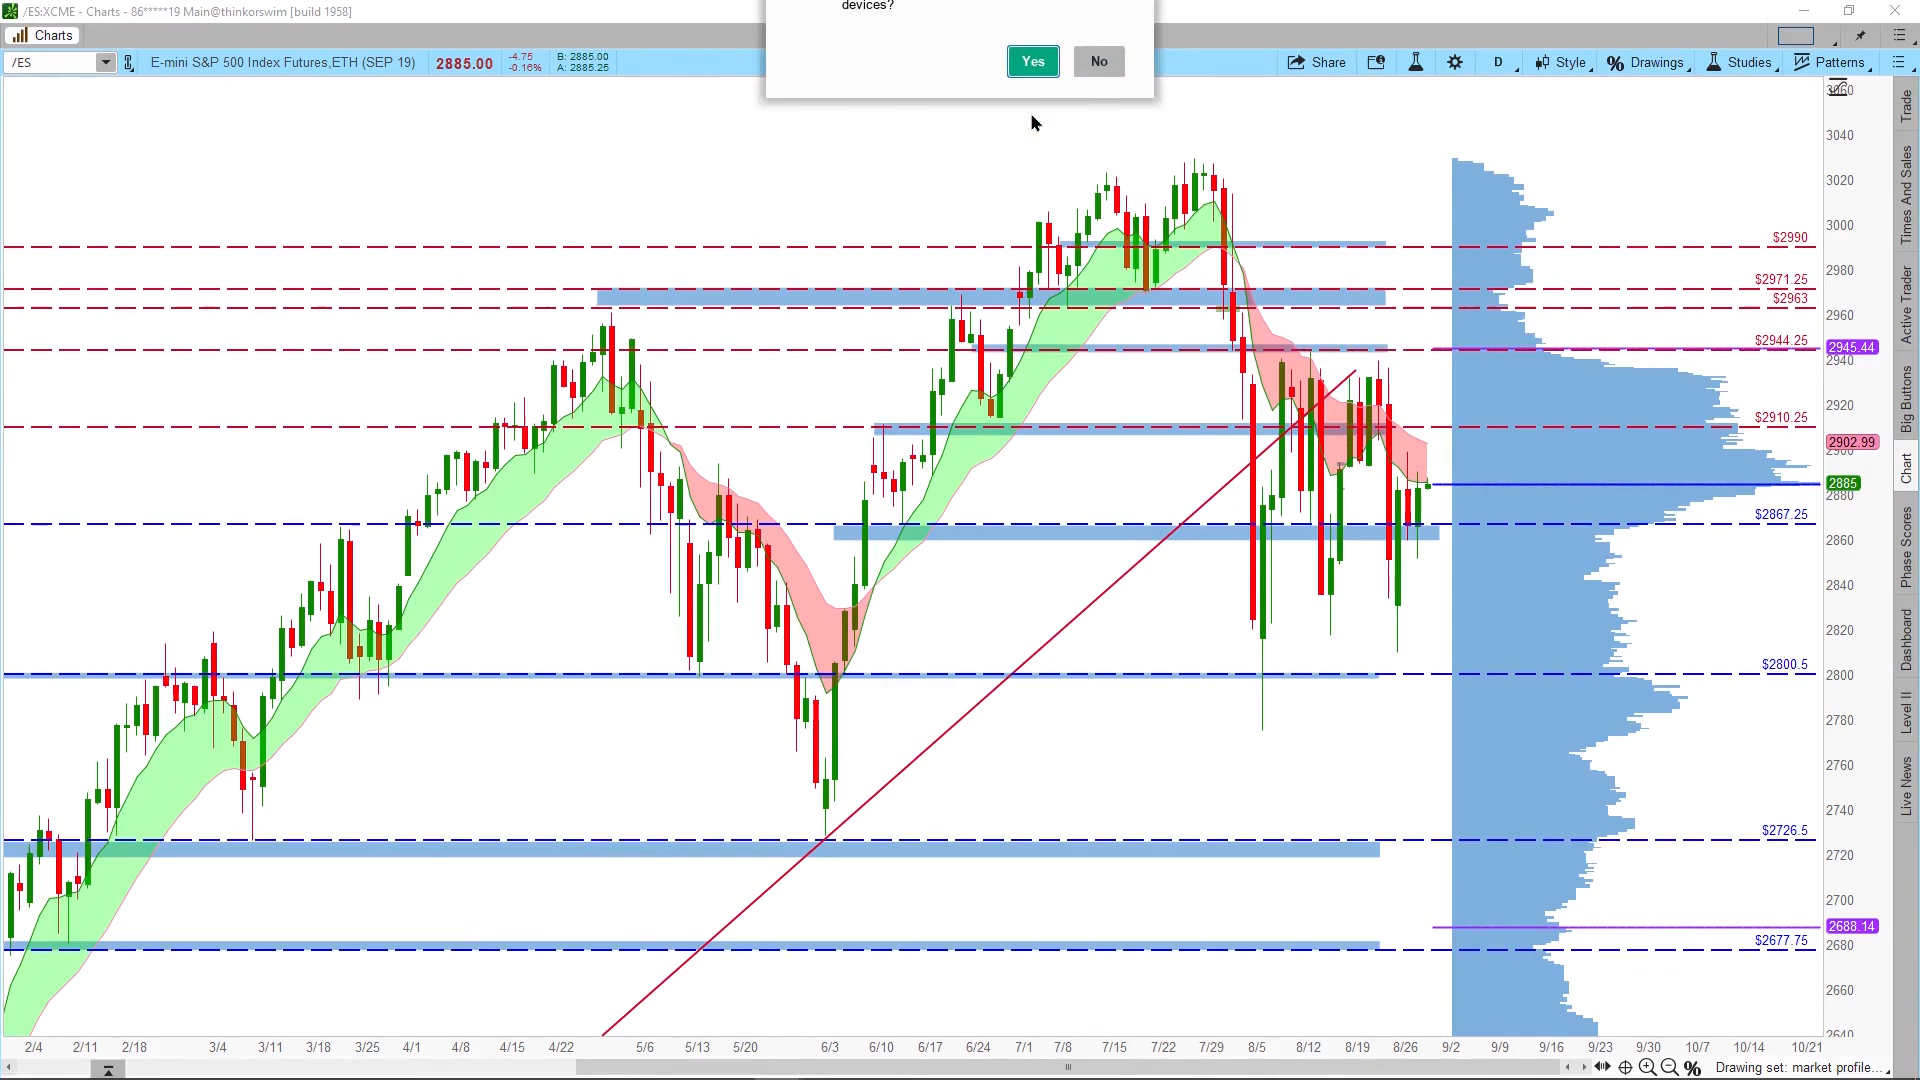 /ES:XCME - Charts - 86*****19 Main@thinkorswim [build 1958]
devices?
Yes
No
Charts
/ES
E-mini S&P 500 Index Futures,ETH (SEP 19)
2885.00
-4.75
-0.16%
B: 2885.00
A: 2885.25
Share
D
Style
Drawings
Studies
Patterns
3060
3040
3020
3000
2980
2960
2940
2920
2900
2880
2860
2840
2820
2800
2780
2760
2740
2720
2700
2680
2660
2640
$2990
$2971.25
$2963
$2944.25
2945.44
$2910.25
2902.99
2885
$2867.25
$2800.5
$2726.5
2688.14
$2677.75
Trade
Times And Sales
Active Trader
Big Buttons
Chart
Phase Scores
Dashboard
Level II
Live News
2/4 2/11 2/18 3/4 3/11 3/18 3/25 4/1 4/8 4/15 4/22 5/6 5/13 5/20 6/3 6/10 6/17 6/24 7/1 7/8 7/15 7/22 7/29 8/5 8/12 8/19 8/26 9/2 9/9 9/16 9/23 9/30 10/7 10/14 10/21
Drawing set: market profile...